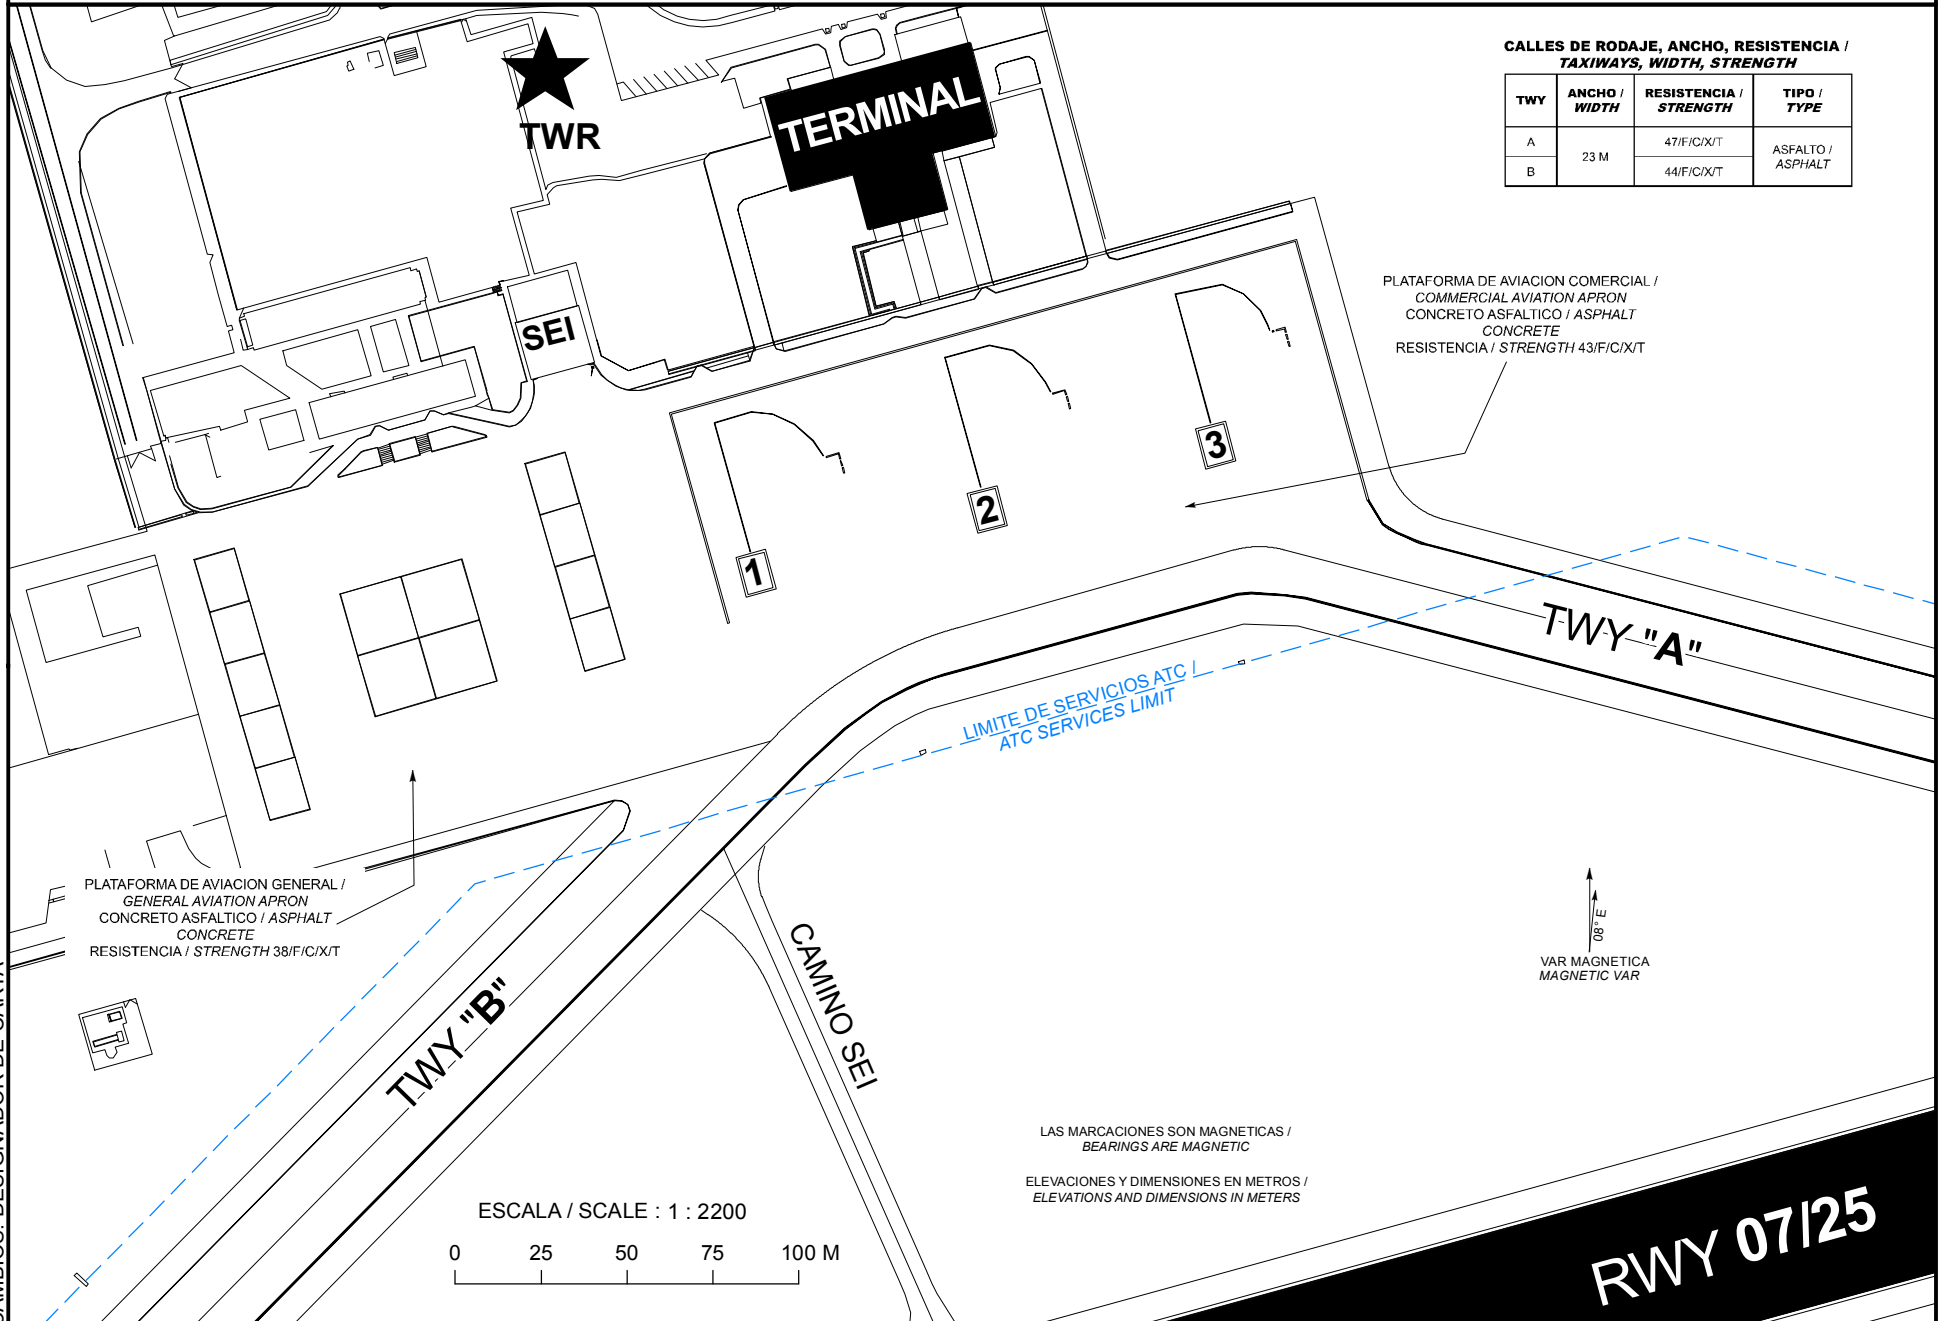 CALLES DE RODAJE, ANCHO, RESISTENCIA /
TAXIWAYS, WIDTH, STRENGTH
TWY
ANCHO /
WIDTH
RESISTENCIA /
STRENGTH
TIPO /
TYPE
A
23 M
47/F/C/X/T
ASFALTO /
ASPHALT
B
44/F/C/X/T
TWR
TERMINAL
SEI
PLATAFORMA DE AVIACION COMERCIAL /
COMMERCIAL AVIATION APRON
CONCRETO ASFALTICO / ASPHALT
CONCRETE
RESISTENCIA / STRENGTH 43/F/C/X/T
3
2
1
TWY "A"
LIMITE DE SERVICIOS ATC /
ATC SERVICES LIMIT
PLATAFORMA DE AVIACION GENERAL /
GENERAL AVIATION APRON
CONCRETO ASFALTICO / ASPHALT
CONCRETE
RESISTENCIA / STRENGTH 38/F/C/X/T
TWY "B"
CAMINO SEI
08° E
VAR MAGNETICA
MAGNETIC VAR
LAS MARCACIONES SON MAGNETICAS /
BEARINGS ARE MAGNETIC
ELEVACIONES Y DIMENSIONES EN METROS /
ELEVATIONS AND DIMENSIONS IN METERS
ESCALA / SCALE : 1 : 2200
0 25 50 75 100 M
RWY 07/25